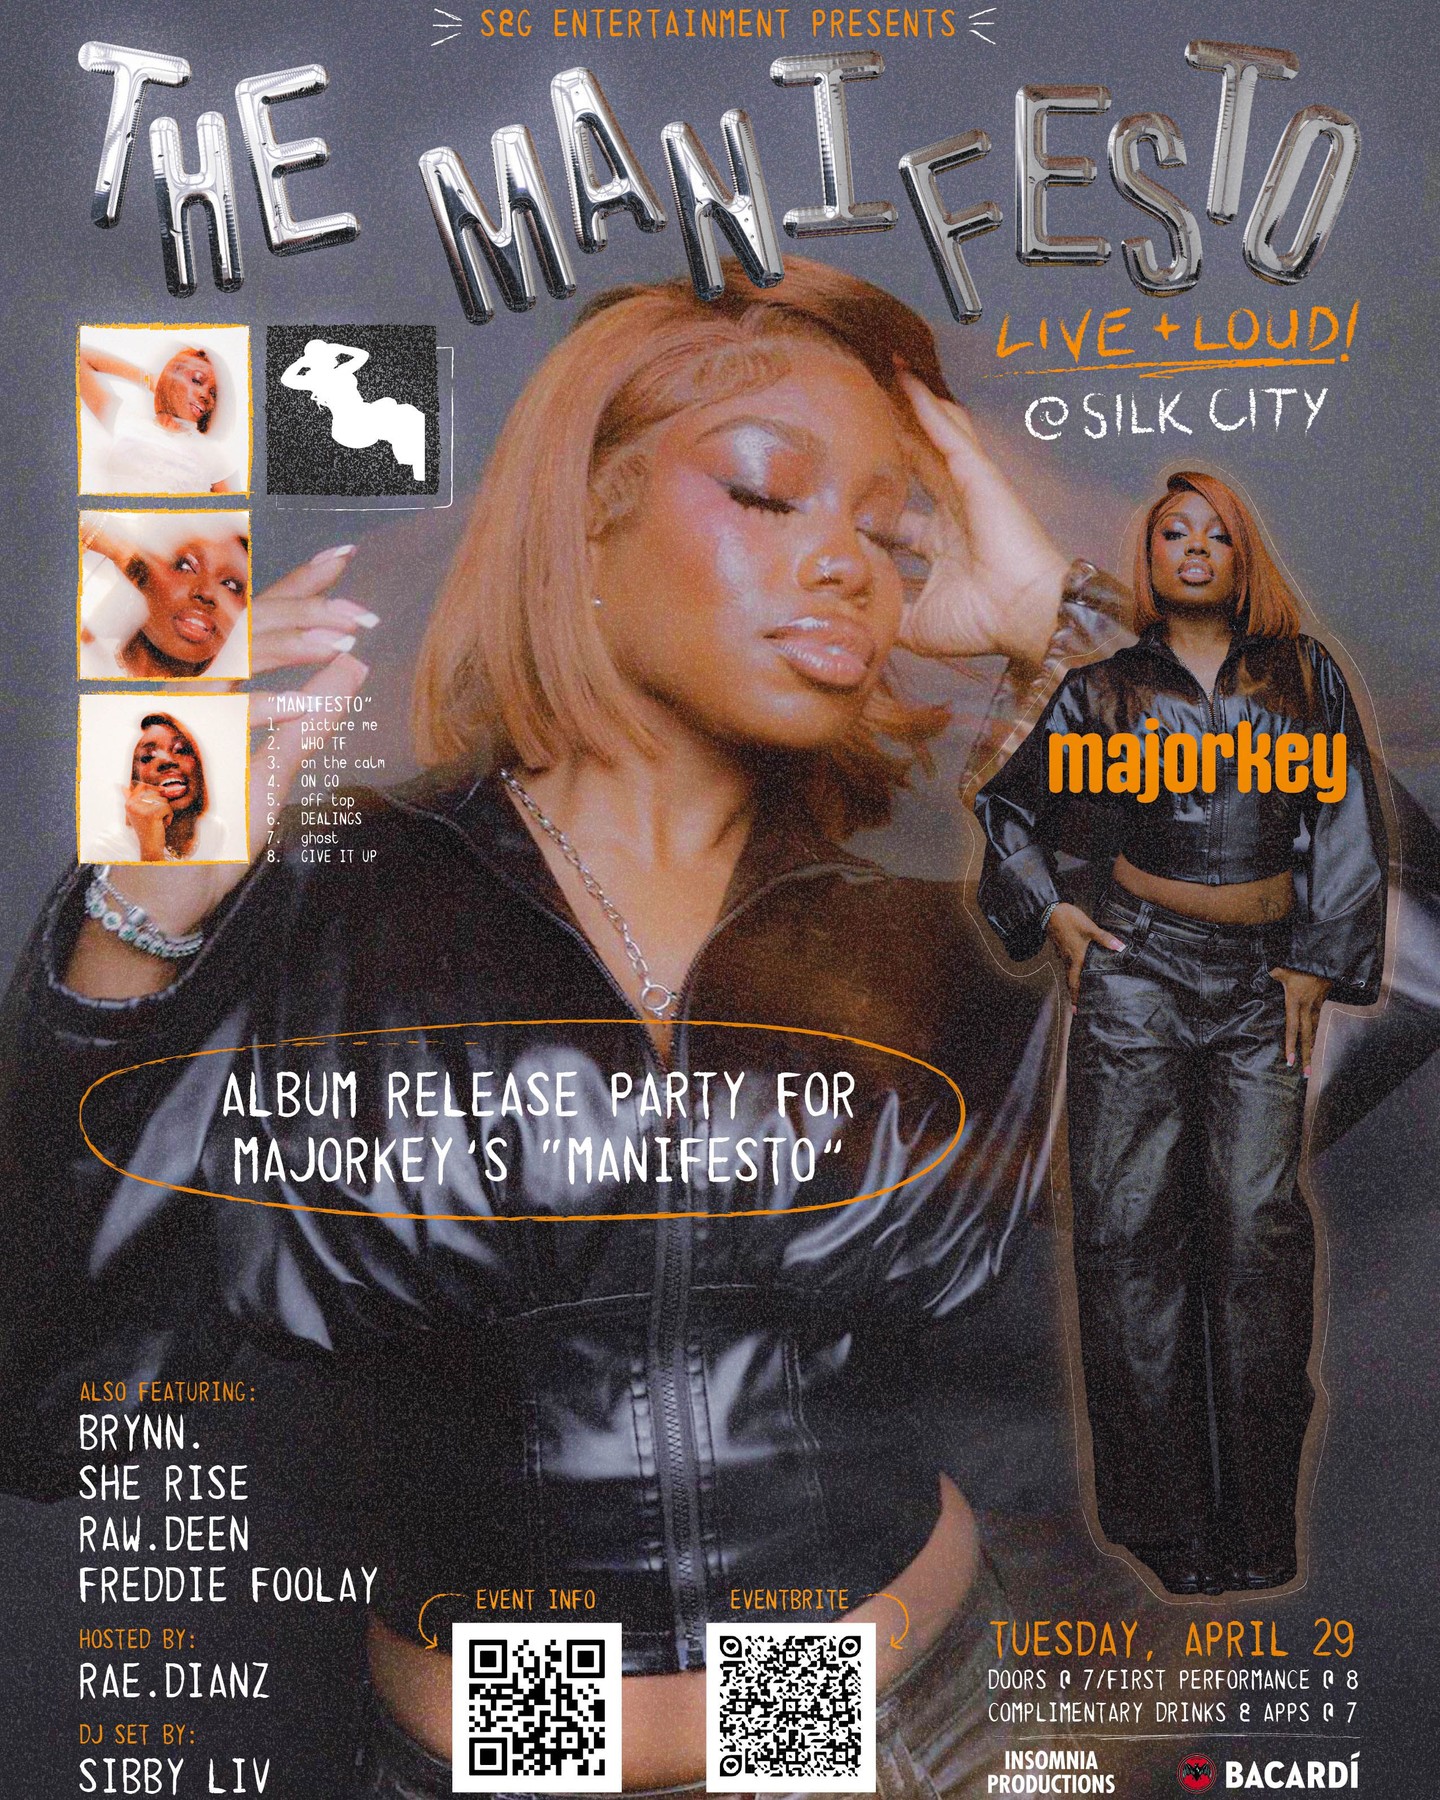 S&G ENTERTAINMENT PRESENTS
THE MANIFESTO
LIVE + LOUD!
@ SILK CITY
majorkey
"MANIFESTO"
1. picture me
2. WHO TF
3. on the calm
4. ON GO
5. off top
6. DEALINGS
7. ghost
8. GIVE IT UP
ALBUM RELEASE PARTY FOR
MAJORKEY'S "MANIFESTO"
ALSO FEATURING:
BRYNN.
SHE RISE
RAW.DEEN
FREDDIE FOOLAY
HOSTED BY:
RAE.DIANZ
DJ SET BY:
SIBBY LIV
EVENT INFO
EVENTBRITE
TUESDAY, APRIL 29
DOORS @ 7/FIRST PERFORMANCE @ 8
COMPLIMENTARY DRINKS & APPS @ 7
INSOMNIA
PRODUCTIONS
BACARDÍ